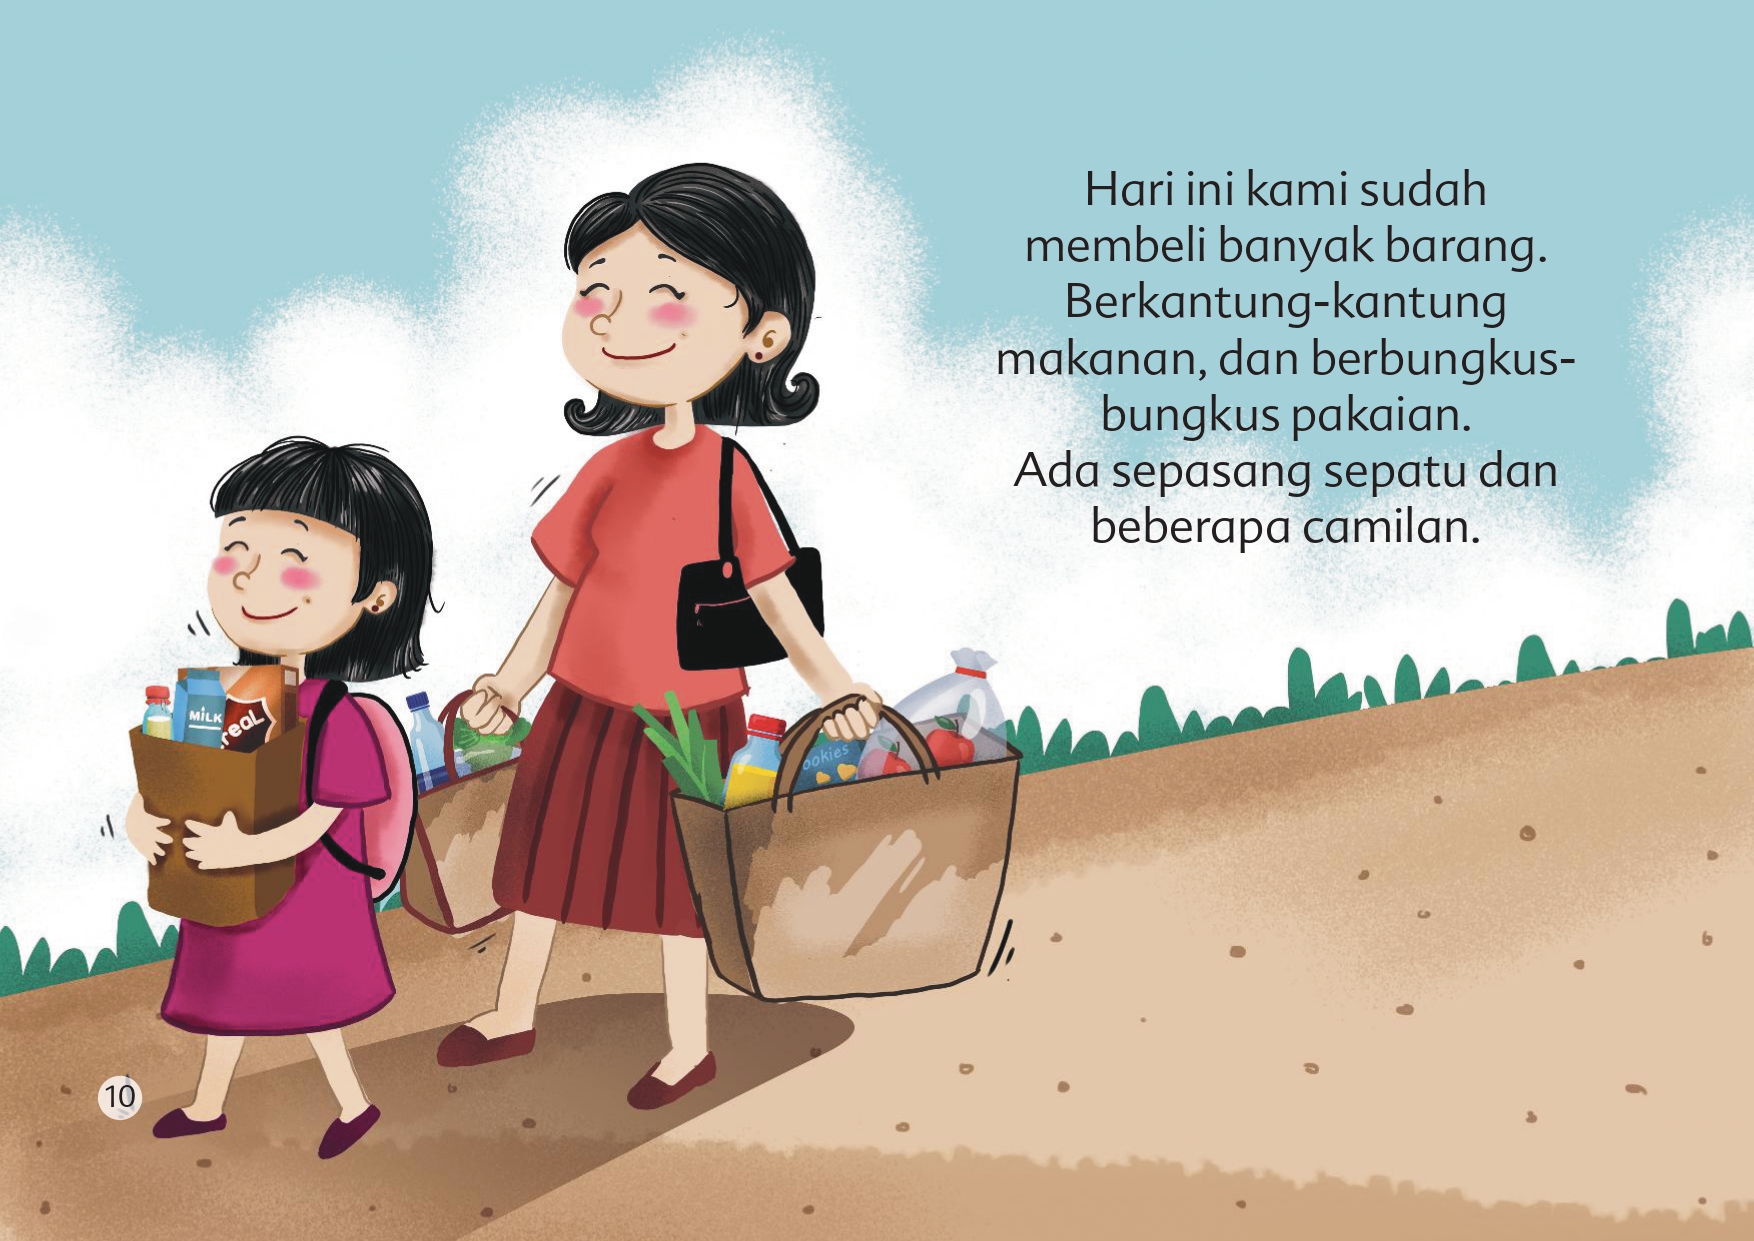 Hari ini kami sudah
membeli banyak barang.
Berkantung-kantung
makanan, dan berbungkus-
bungkus pakaian.
Ada sepasang sepatu dan
beberapa camilan.
MiLK
reaL
ookies
10